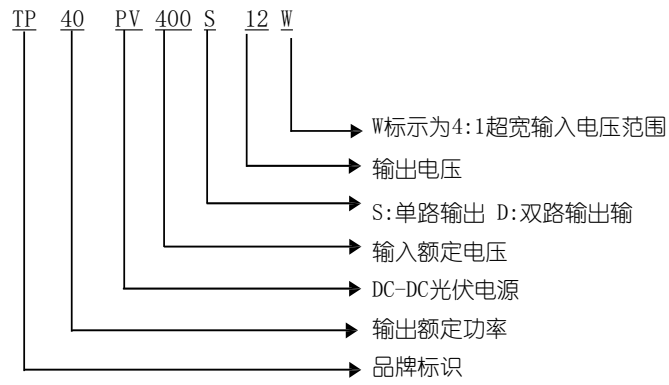 TP 40 PV 400 S 12 W
W标示为4:1超宽输入电压范围
输出电压
S:单路输出 D:双路输出输
输入额定电压
DC-DC光伏电源
输出额定功率
品牌标识